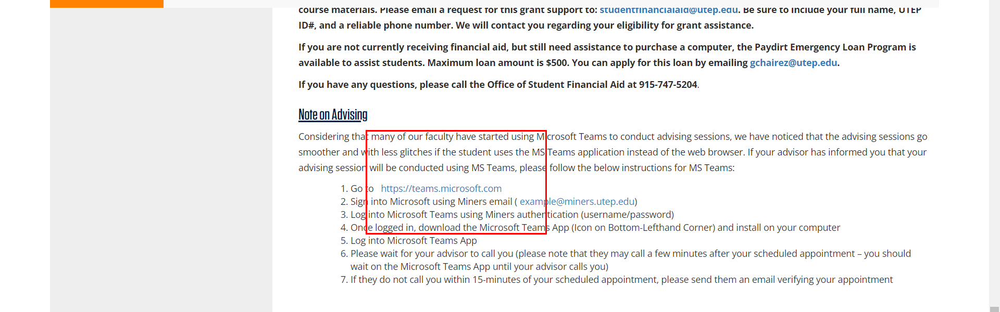 course materials. Please email a request for this grant support to: studentfinancialaid@utep.edu. Be sure to include your full name, UTEP
ID#, and a reliable phone number. We will contact you regarding your eligibility for grant assistance.
If you are not currently receiving financial aid, but still need assistance to purchase a computer, the Paydirt Emergency Loan Program is
available to assist students. Maximum loan amount is $500. You can apply for this loan by emailing gchairez@utep.edu.
If you have any questions, please call the Office of Student Financial Aid at 915-747-5204.
Note on Advising
Considering that many of our faculty have started using Microsoft Teams to conduct advising sessions, we have noticed that the advising sessions go
smoother and with less glitches if the student uses the MS Teams application instead of the web browser. If your advisor has informed you that your
advising session will be conducted using MS Teams, please follow the below instructions for MS Teams:
1. Go to https://teams.microsoft.com
2. Sign into Microsoft using Miners email ( example@miners.utep.edu)
3. Log into Microsoft Teams using Miners authentication (username/password)
4. Once logged in, download the Microsoft Teams App (Icon on Bottom-Lefthand Corner) and install on your computer
5. Log into Microsoft Teams App
6. Please wait for your advisor to call you (please note that they may call a few minutes after your scheduled appointment – you should
wait on the Microsoft Teams App until your advisor calls you)
7. If they do not call you within 15-minutes of your scheduled appointment, please send them an email verifying your appointment